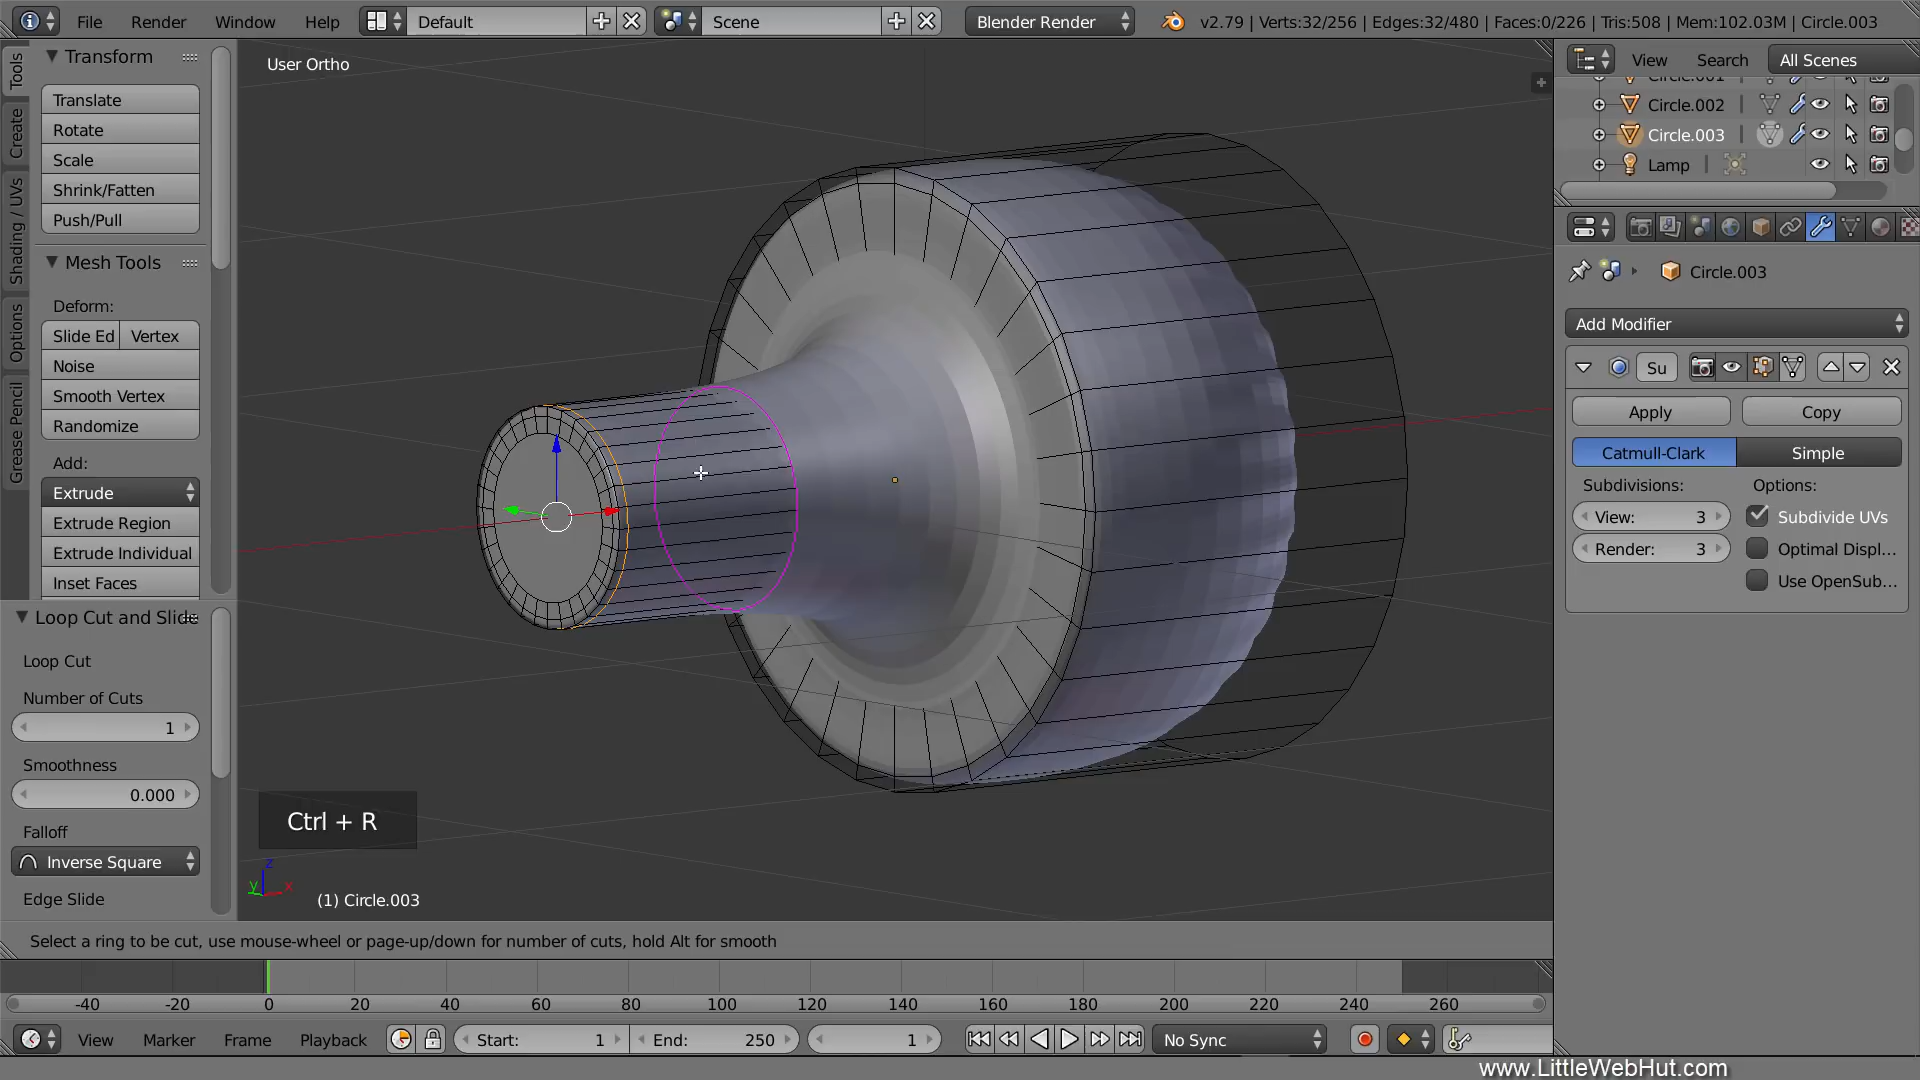 File Render Window Help Default Scene Blender Render v2.79 | Verts:32/256 | Edges:32/480 | Faces:0/226 | Tris:508 | Mem:102.03M | Circle.003
Tools
Create
Shading / UVs
Options
Grease Pencil
Transform
Translate
Rotate
Scale
Shrink/Fatten
Push/Pull
Mesh Tools
Deform:
Slide Ed Vertex
Noise
Smooth Vertex
Randomize
Add:
Extrude
Extrude Region
Extrude Individual
Inset Faces
Loop Cut and Slide
Loop Cut
Number of Cuts
1
Smoothness
0.000
Falloff
Inverse Square
Edge Slide
User Ortho
Ctrl + R
z
y x
(1) Circle.003
View Search All Scenes
Circle.001
Circle.002
Circle.003
Lamp
Circle.003
Add Modifier
Su
Apply Copy
Catmull-Clark Simple
Subdivisions: Options:
View: 3 Subdivide UVs
Render: 3 Optimal Displ...
Use OpenSub...
Select a ring to be cut, use mouse-wheel or page-up/down for number of cuts, hold Alt for smooth
-40 -20 0 20 40 60 80 100 120 140 160 180 200 220 240 260
View Marker Frame Playback Start: 1 End: 250 1 No Sync
www.LittleWebHut.com